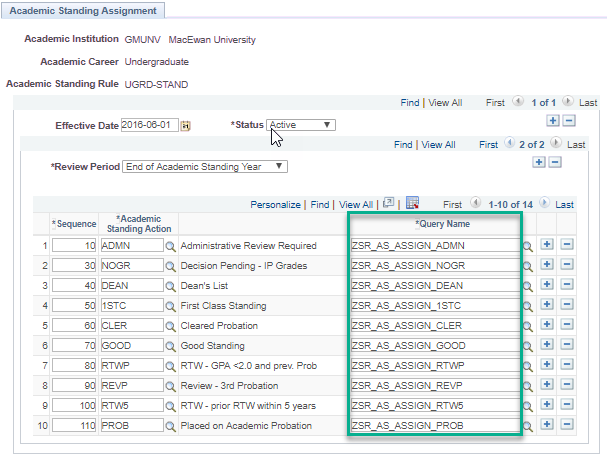 Academic Standing Assignment
Academic Institution GMUNV MacEwan University
Academic Career Undergraduate
Academic Standing Rule UGRD-STAND
Find | View All First 1 of 1 Last
Effective Date 2016-06-01 *Status Active
Find | View All First 2 of 2 Last
*Review Period End of Academic Standing Year
Personalize | Find | View All | | First 1-10 of 14 Last
*Sequence *Academic Standing Action *Query Name
1 10 ADMN Administrative Review Required ZSR_AS_ASSIGN_ADMN
2 30 NOGR Decision Pending - IP Grades ZSR_AS_ASSIGN_NOGR
3 40 DEAN Dean's List ZSR_AS_ASSIGN_DEAN
4 50 1STC First Class Standing ZSR_AS_ASSIGN_1STC
5 60 CLER Cleared Probation ZSR_AS_ASSIGN_CLER
6 70 GOOD Good Standing ZSR_AS_ASSIGN_GOOD
7 80 RTWP RTW - GPA <2.0 and prev. Prob ZSR_AS_ASSIGN_RTWP
8 90 REVP Review - 3rd Probation ZSR_AS_ASSIGN_REVP
9 100 RTW5 RTW - prior RTW within 5 years ZSR_AS_ASSIGN_RTW5
10 110 PROB Placed on Academic Probation ZSR_AS_ASSIGN_PROB